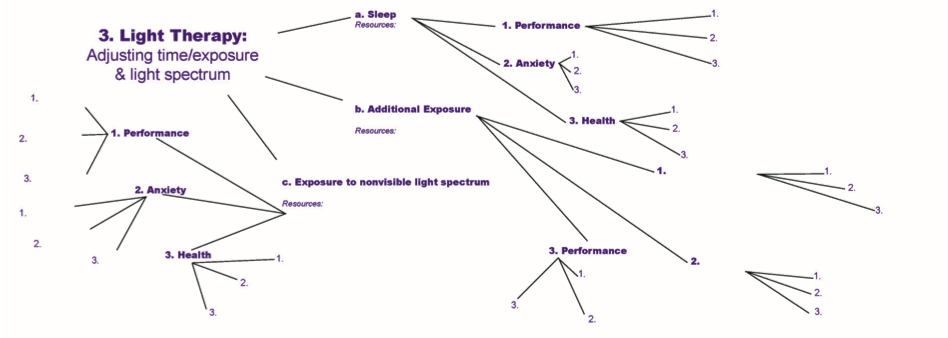 3. Light Therapy:
Adjusting time/exposure
& light spectrum
a. Sleep
Resources:
1. Performance
1.
2.
3.
2. Anxiety
1.
2.
3.
3. Health
1.
2.
3.
b. Additional Exposure
Resources:
1.
1.
2.
3.
2.
1.
2.
3.
3. Performance
1.
2.
3.
c. Exposure to nonvisible light spectrum
Resources:
1. Performance
1.
2.
3.
2. Anxiety
1.
2.
3.
3. Health
1.
2.
3.